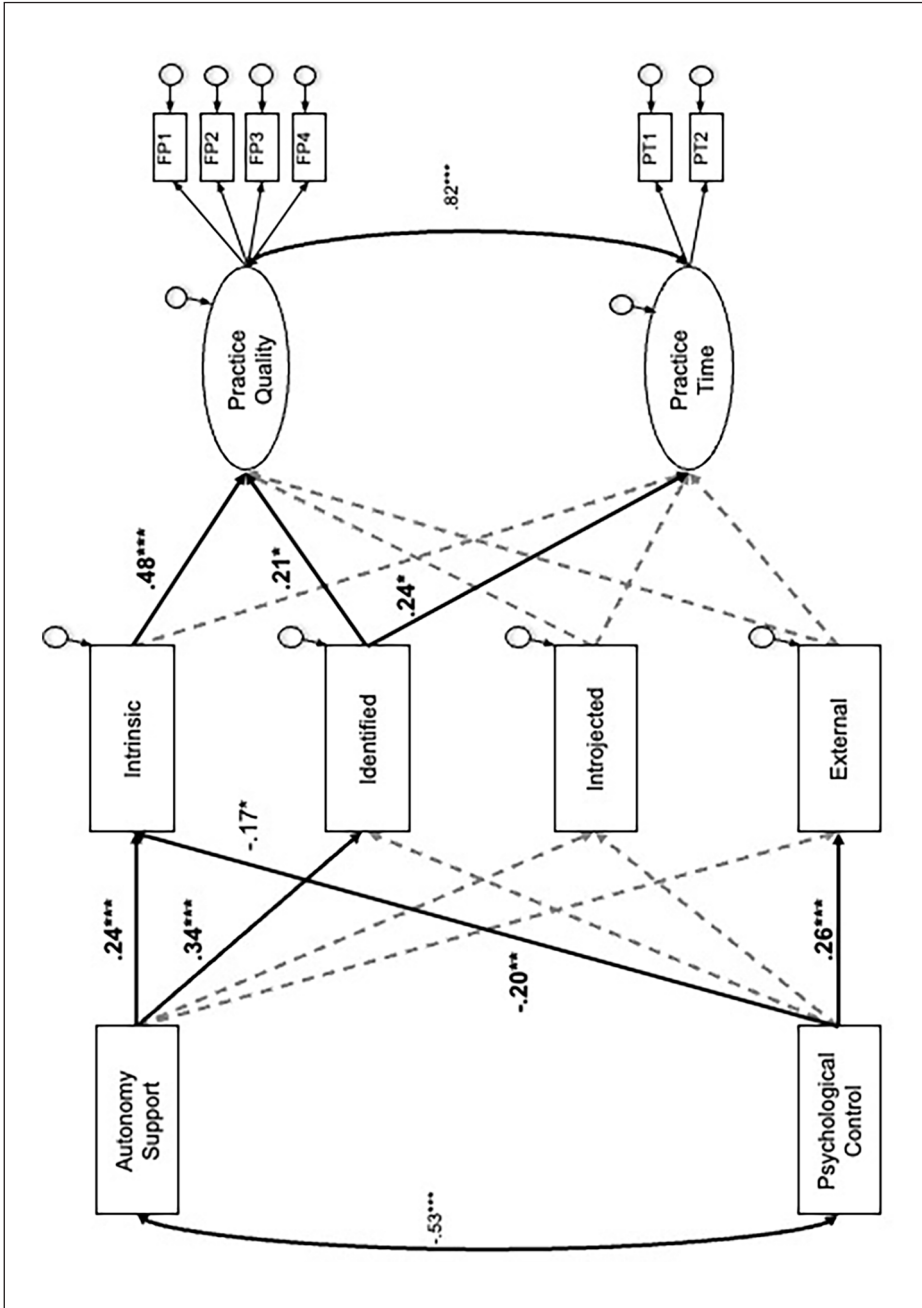 Autonomy
Support
Psychological
Control
-.53***
.24***
.34***
-.17*
-.20**
.26***
Intrinsic
Identified
Introjected
External
.48***
.21*
.24*
Practice
Quality
Practice
Time
.82***
FP1
FP2
FP3
FP4
PT1
PT2